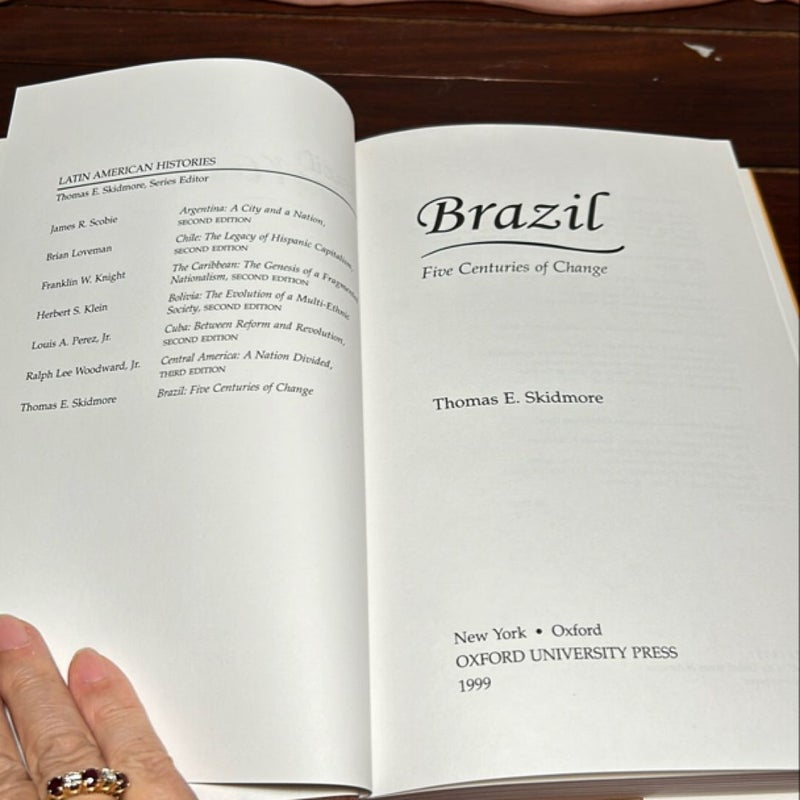 LATIN AMERICAN HISTORIES
Thomas E. Skidmore, Series Editor
James R. Scobie Argentina: A City and a Nation,
SECOND EDITION
Brian Loveman Chile: The Legacy of Hispanic Capitalism,
SECOND EDITION
Franklin W. Knight The Caribbean: The Genesis of a
Nationalism, SECOND EDITION
Herbert S. Klein Bolivia: The Evolution of a Multi-Ethnic
Society, SECOND EDITION
Louis A. Perez, Jr. Cuba: Between Reform and Revolution,
SECOND EDITION
Ralph Lee Woodward, Jr. Central America: A Nation Divided,
THIRD EDITION
Thomas E. Skidmore Brazil: Five Centuries of Change
Brazil
Five Centuries of Change
Thomas E. Skidmore
New York • Oxford
OXFORD UNIVERSITY PRESS
1999